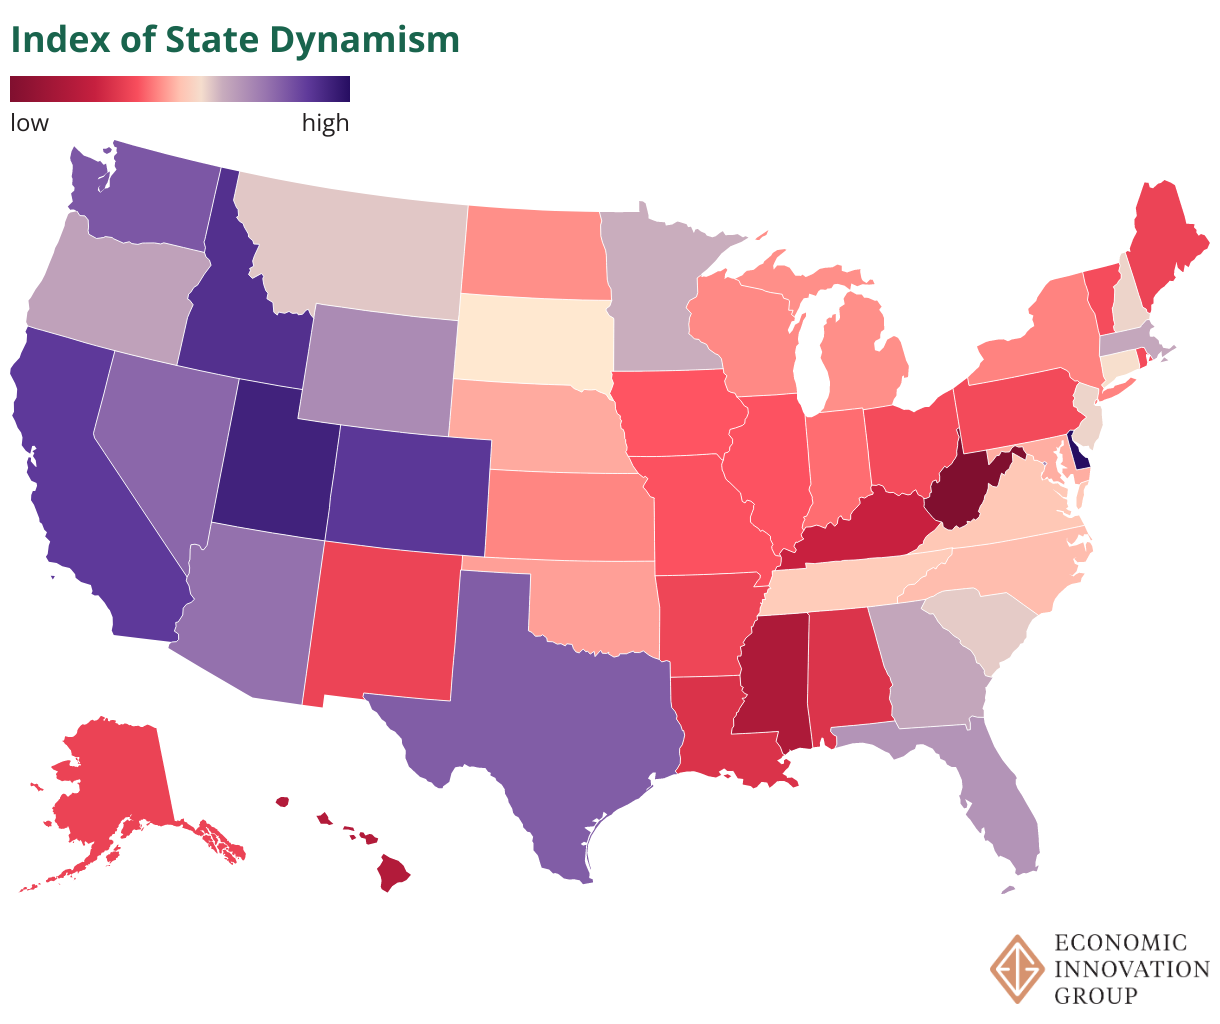 Index of State Dynamism
low high
ECONOMIC
INNOVATION
GROUP